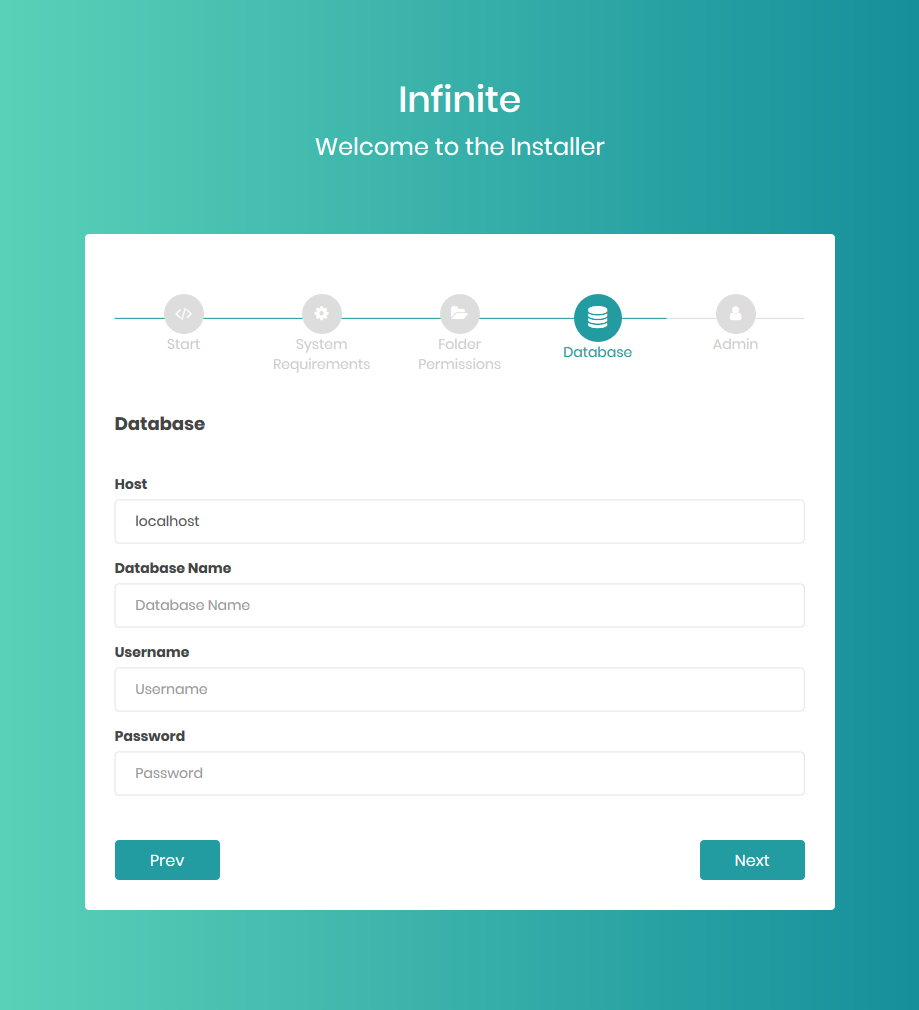 Infinite
Welcome to the Installer
Start
System
Requirements
Folder
Permissions
Database
Admin
Database
Host
localhost
Database Name
Database Name
Username
Username
Password
Password
Prev
Next